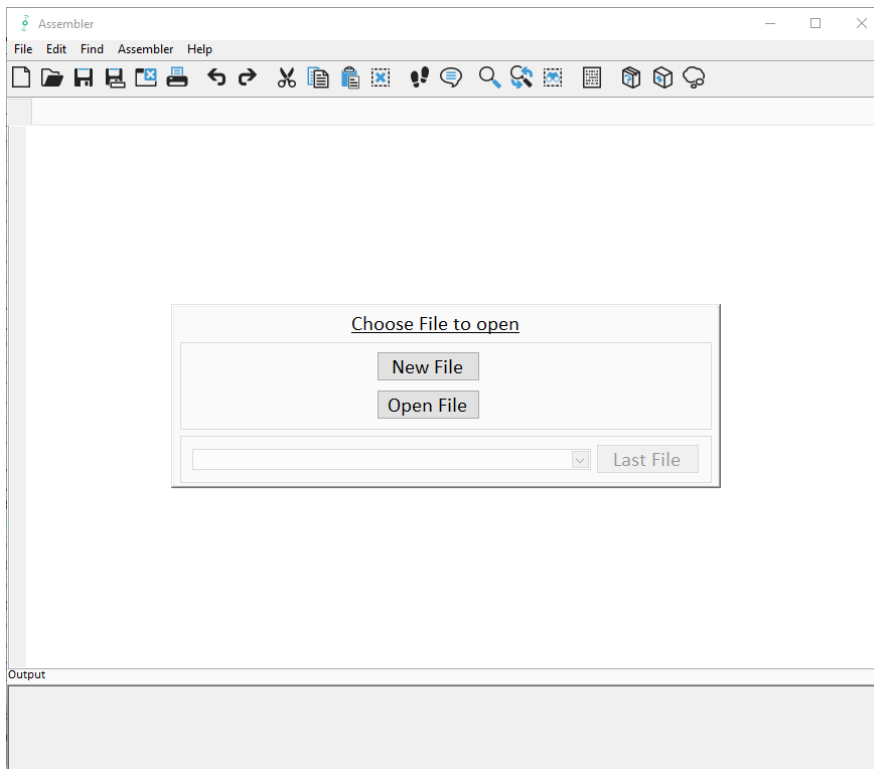 Assembler
File Edit Find Assembler Help
Choose File to open
New File
Open File
Last File
Output